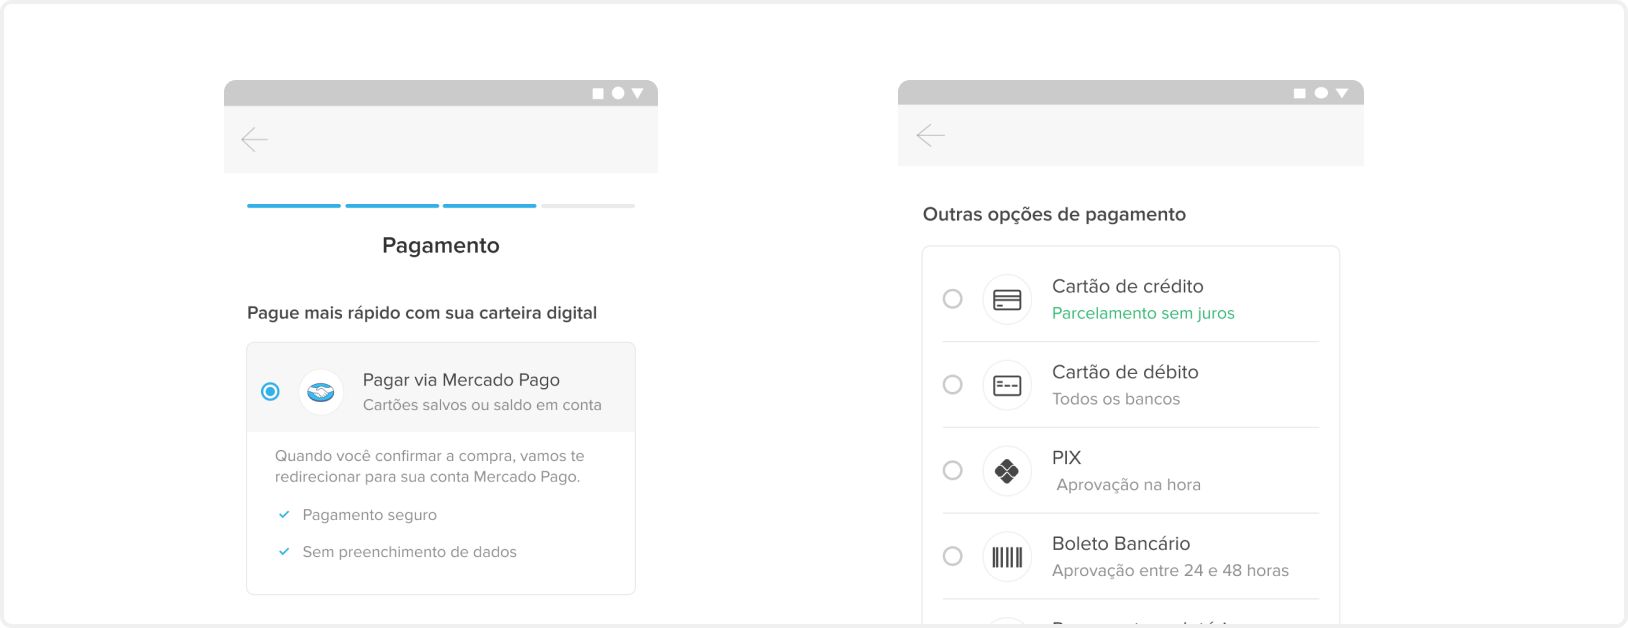 Pagamento
Pague mais rápido com sua carteira digital
Pagar via Mercado Pago
Cartões salvos ou saldo em conta
Quando você confirmar a compra, vamos te
redirecionar para sua conta Mercado Pago.
Pagamento seguro
Sem preenchimento de dados
Outras opções de pagamento
Cartão de crédito
Parcelamento sem juros
Cartão de débito
Todos os bancos
PIX
Aprovação na hora
Boleto Bancário
Aprovação entre 24 e 48 horas